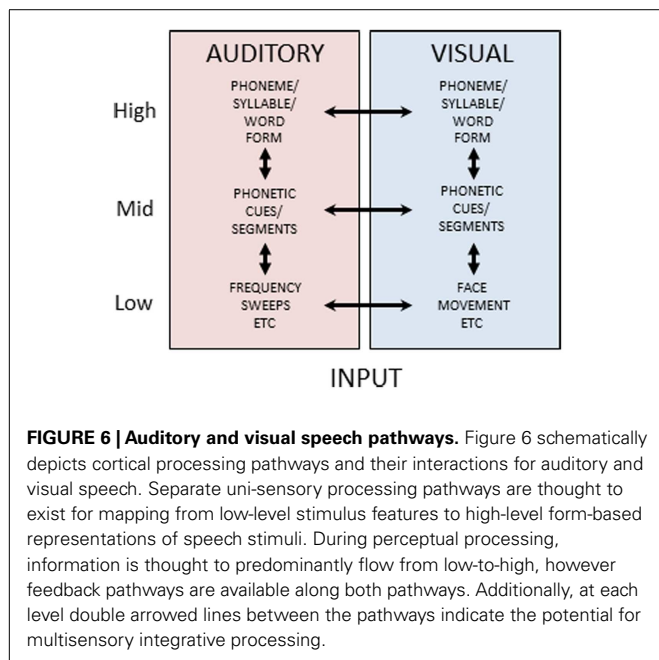 AUDITORY VISUAL
High
PHONEME/
SYLLABLE/
WORD
FORM
PHONEME/
SYLLABLE/
WORD
FORM
Mid
PHONETIC
CUES/
SEGMENTS
PHONETIC
CUES/
SEGMENTS
Low
FREQUENCY
SWEEPS
ETC
FACE
MOVEMENT
ETC
INPUT
FIGURE 6 | Auditory and visual speech pathways. Figure 6 schematically
depicts cortical processing pathways and their interactions for auditory and
visual speech. Separate uni-sensory processing pathways are thought to
exist for mapping from low-level stimulus features to high-level form-based
representations of speech stimuli. During perceptual processing,
information is thought to predominantly flow from low-to-high, however
feedback pathways are available along both pathways. Additionally, at each
level double arrowed lines between the pathways indicate the potential for
multisensory integrative processing.